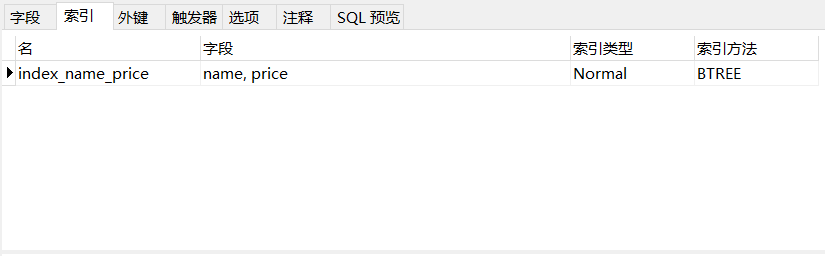 字段 索引 外键 触发器 选项 注释 SQL 预览
名 字段 索引类型 索引方法
index_name_price name, price Normal BTREE